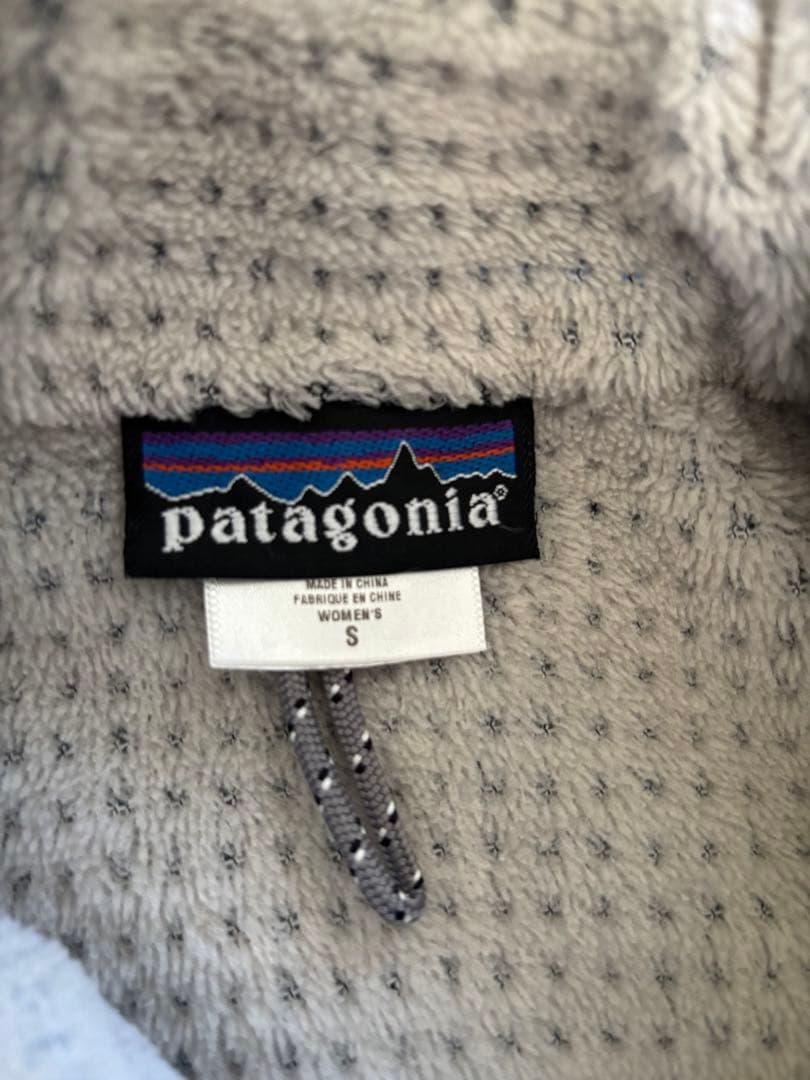 patagonia®
MADE IN CHINA
FABRIQUE EN CHINE
WOMEN'S
S